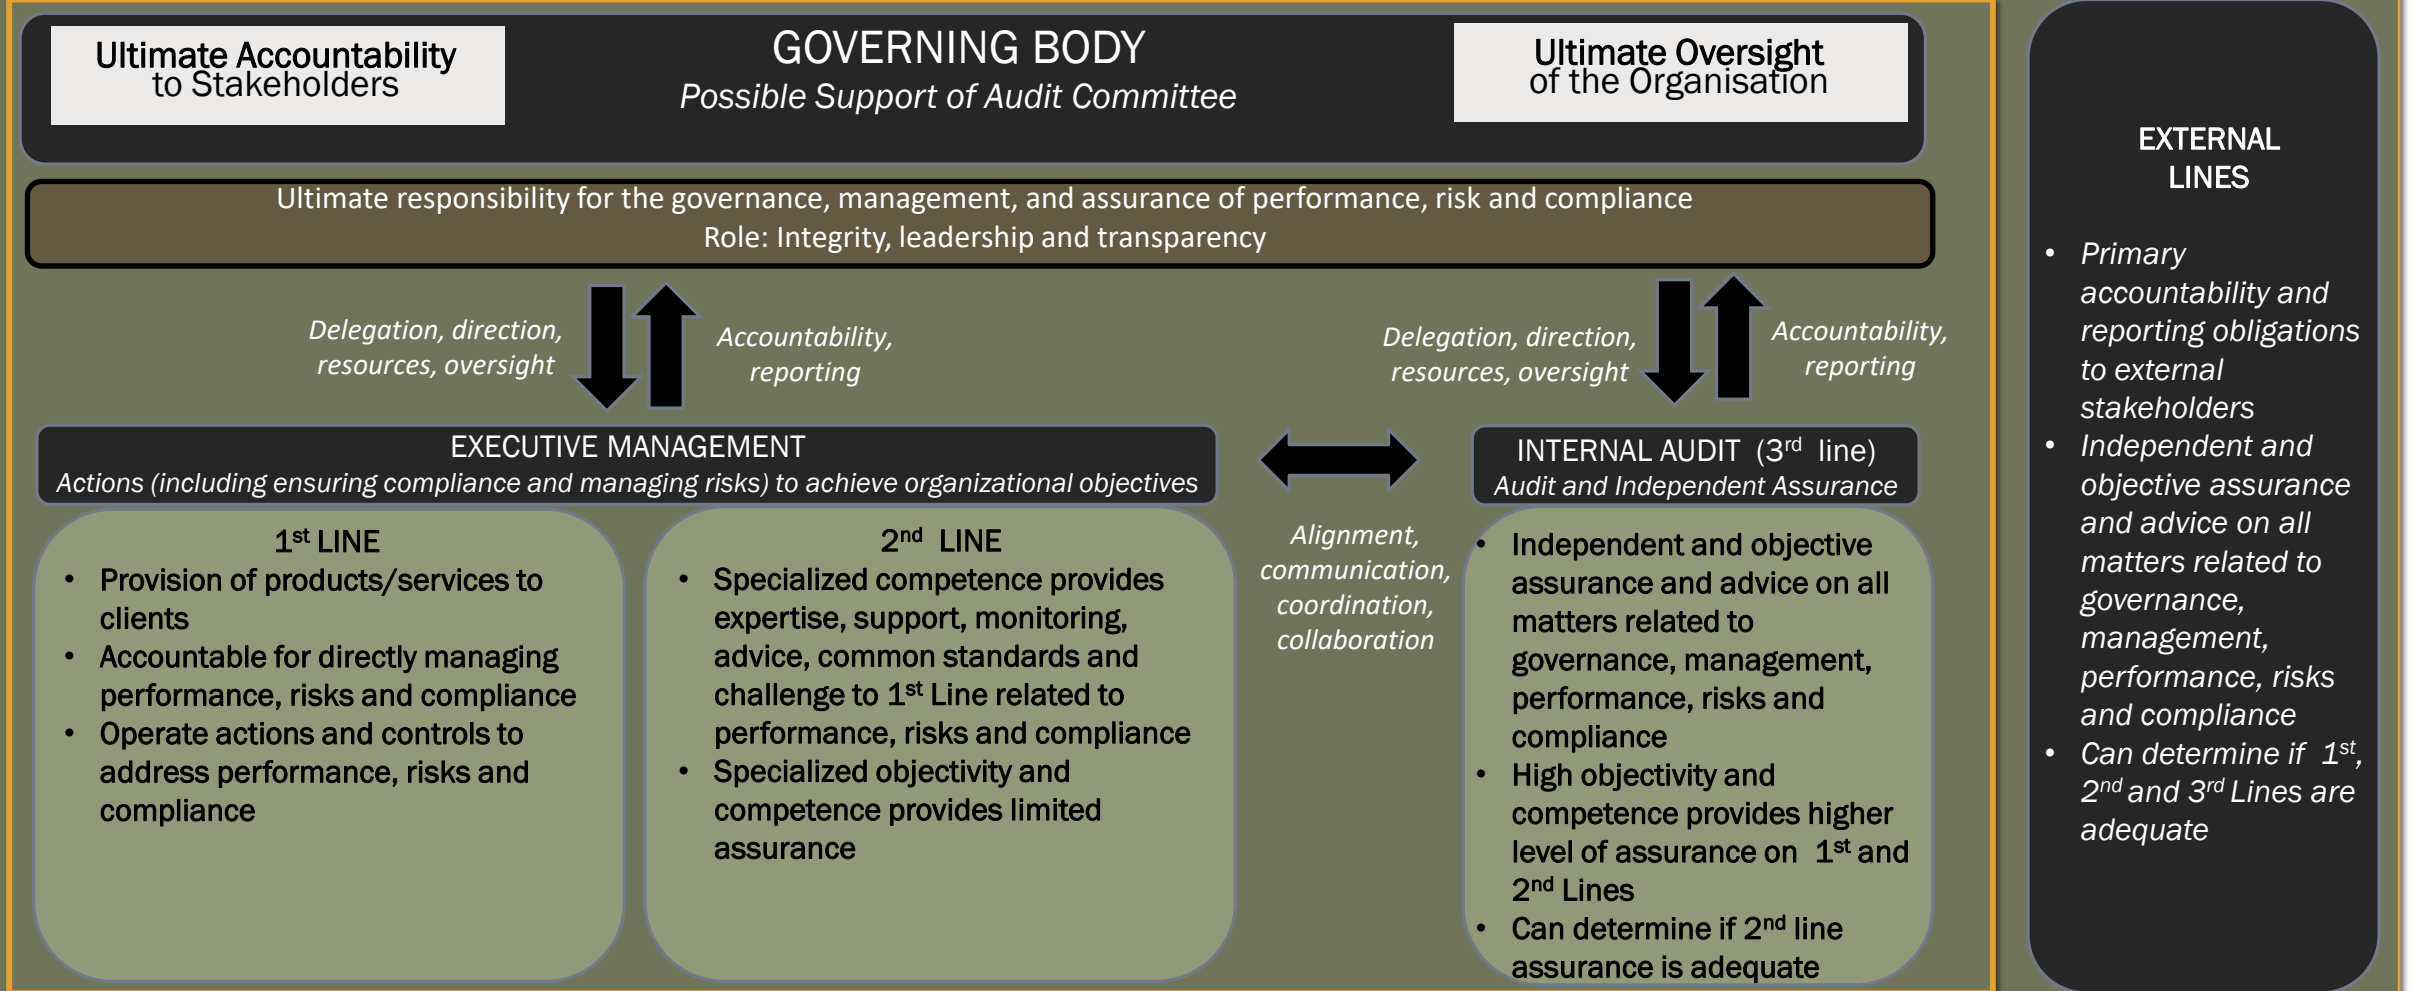 Ultimate Accountability
to Stakeholders
GOVERNING BODY
Possible Support of Audit Committee
Ultimate Oversight
of the Organisation
Ultimate responsibility for the governance, management, and assurance of performance, risk and compliance
Role: Integrity, leadership and transparency
Delegation, direction,
resources, oversight
Accountability,
reporting
Delegation, direction,
resources, oversight
Accountability,
reporting
EXECUTIVE MANAGEMENT
Actions (including ensuring compliance and managing risks) to achieve organizational objectives
1st LINE
• Provision of products/services to
clients
• Accountable for directly managing
performance, risks and compliance
• Operate actions and controls to
address performance, risks and
compliance
2nd LINE
• Specialized competence provides
expertise, support, monitoring,
advice, common standards and
challenge to 1st Line related to
performance, risks and compliance
• Specialized objectivity and
competence provides limited
assurance
Alignment,
communication,
coordination,
collaboration
INTERNAL AUDIT (3rd line)
Audit and Independent Assurance
• Independent and objective
assurance and advice on all
matters related to
governance, management,
performance, risks and
compliance
• High objectivity and
competence provides higher
level of assurance on 1st and
2nd Lines
• Can determine if 2nd line
assurance is adequate
EXTERNAL
LINES
• Primary
accountability and
reporting obligations
to external
stakeholders
• Independent and
objective assurance
and advice on all
matters related to
governance,
management,
performance, risks
and compliance
• Can determine if 1st,
2nd and 3rd Lines are
adequate